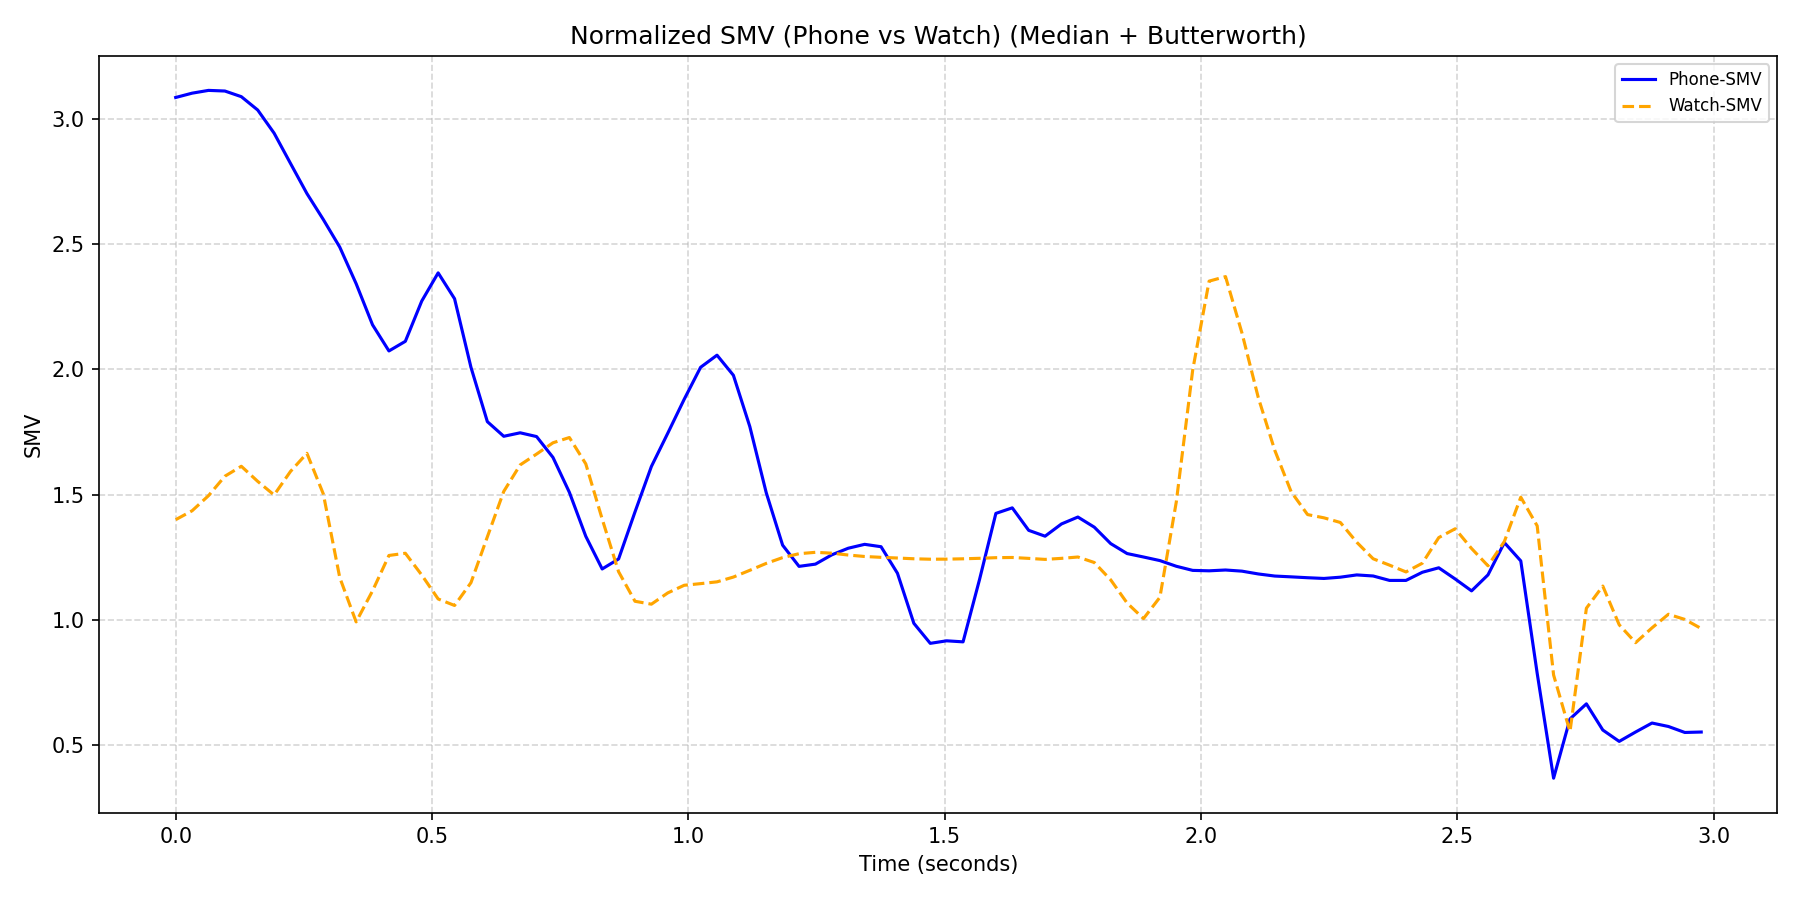 Normalized SMV (Phone vs Watch) (Median + Butterworth)
Phone-SMV
Watch-SMV
SMV
3.0
2.5
2.0
1.5
1.0
0.5
0.0 0.5 1.0 1.5 2.0 2.5 3.0
Time (seconds)